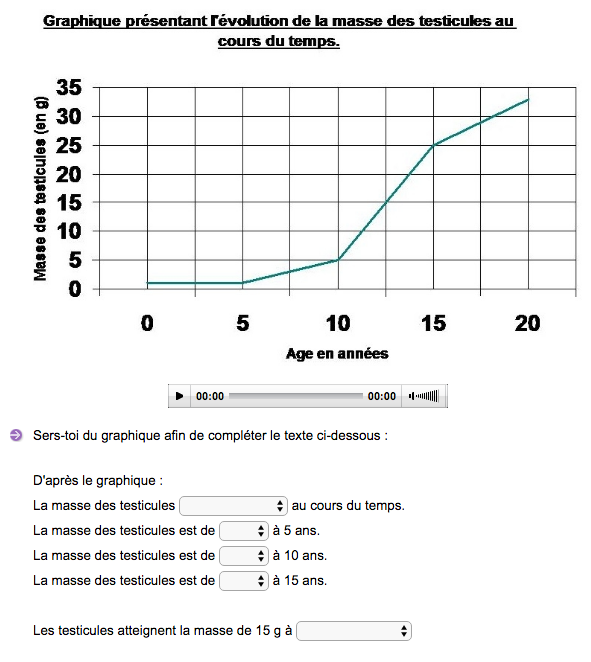 Graphique présentant l'évolution de la masse des testicules au
cours du temps.
Masse des testicules (en g)
35
30
25
20
15
10
5
0
0 5 10 15 20
Age en années
00:00 00:00
Sers-toi du graphique afin de compléter le texte ci-dessous :
D'après le graphique :
La masse des testicules au cours du temps.
La masse des testicules est de à 5 ans.
La masse des testicules est de à 10 ans.
La masse des testicules est de à 15 ans.
Les testicules atteignent la masse de 15 g à